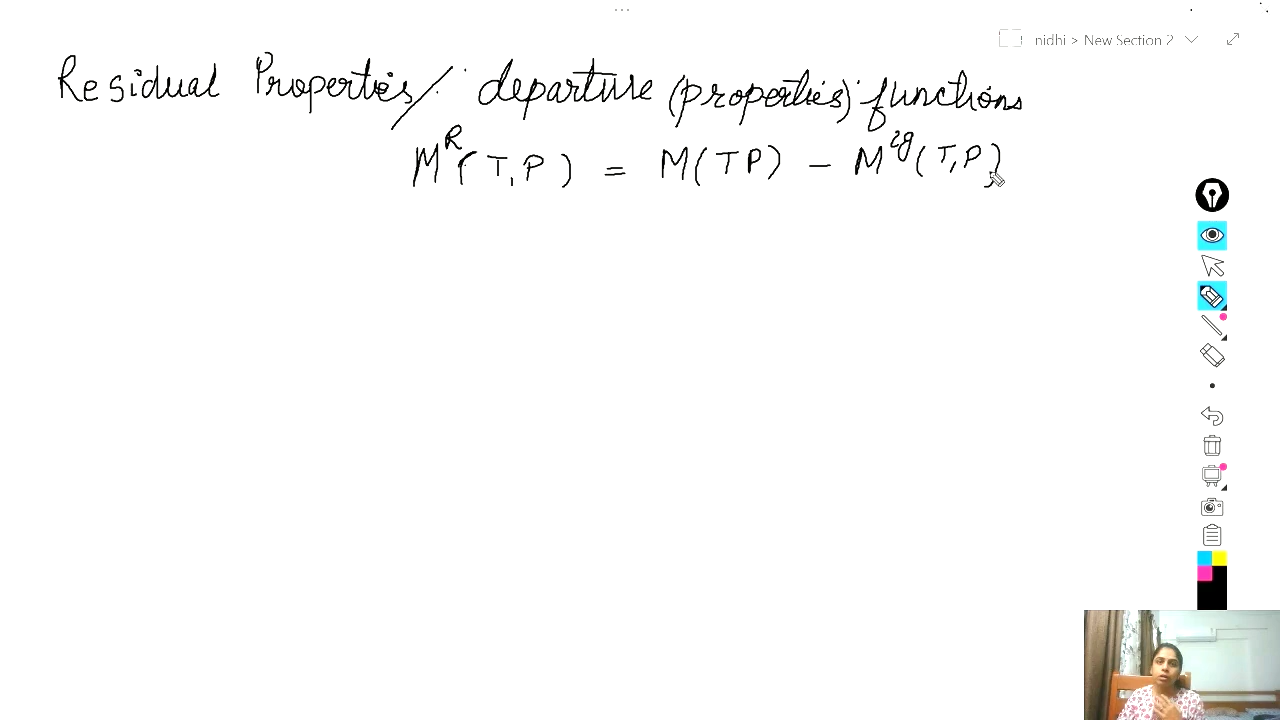 nidhi > New Section 2
Residual Properties/ departure (properties) functions
M^R(T,P) = M(TP) - M^ig(T,P)